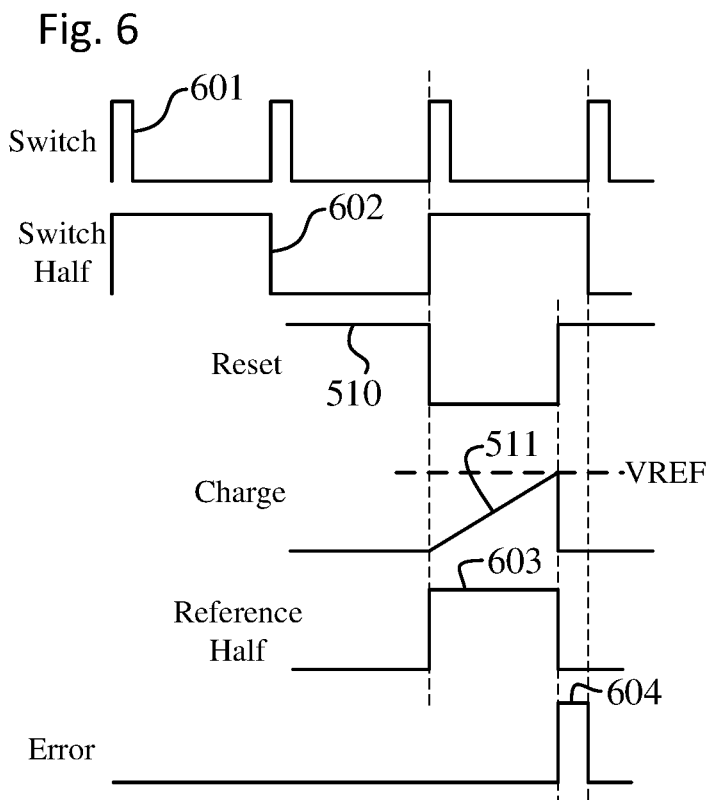 Fig. 6
601
Switch
602
Switch
Half
Reset
510
511
VREF
Charge
603
Reference
Half
604
Error